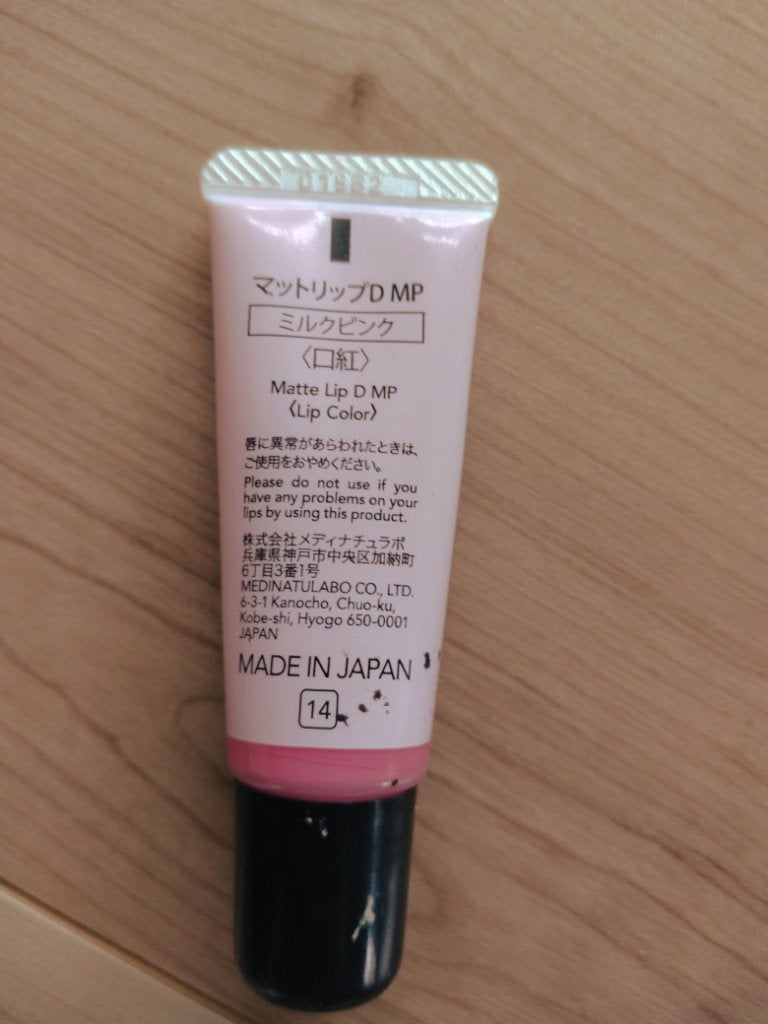 マットリップD MP
ミルクピンク
〈口紅〉
Matte Lip D MP
〈Lip Color〉
唇に異常があらわれたときは、
ご使用をおやめください。
Please do not use if you
have any problems on your
lips by using this product.
株式会社メディナチュラボ
兵庫県神戸市中央区加納町
6丁目3番1号
MEDINATULABO CO., LTD.
6-3-1 Kanocho, Chuo-ku,
Kobe-shi, Hyogo 650-0001
JAPAN
MADE IN JAPAN
14